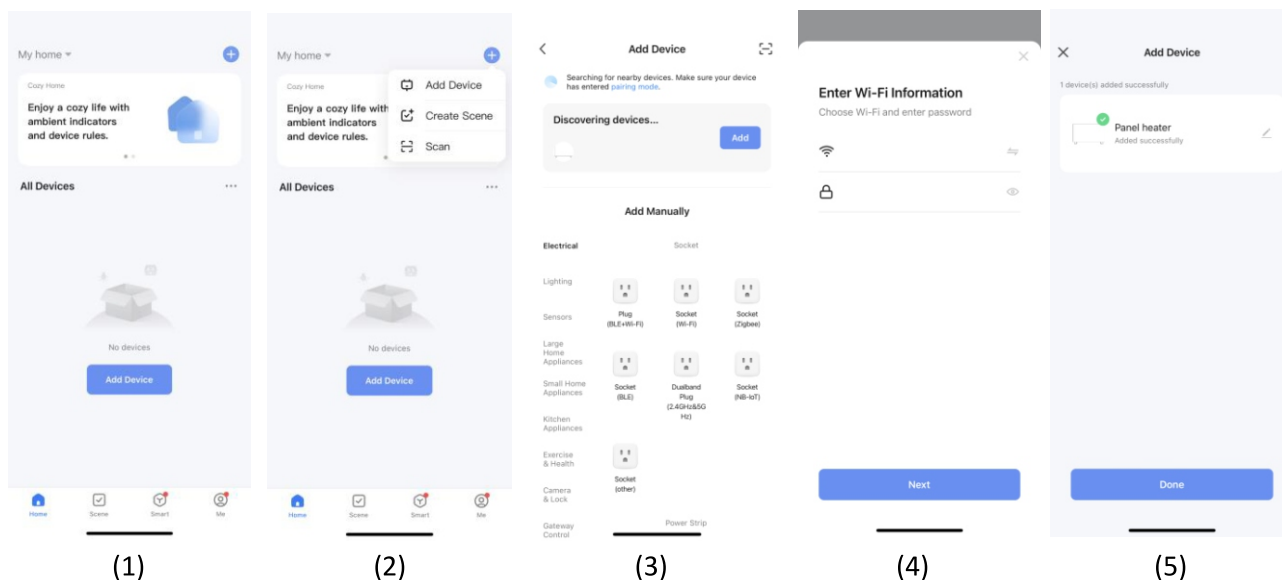 My home
Cozy Home
Enjoy a cozy life with
ambient indicators
and device rules.
All Devices
No devices
Add Device
Home
Scene
Smart
Me
(1)
My home
Add Device
Create Scene
Scan
Cozy Home
Enjoy a cozy life with
ambient indicators
and device rules.
All Devices
No devices
Add Device
Home
Scene
Smart
Me
(2)
Add Device
Searching for nearby devices. Make sure your device
has entered pairing mode.
Discovering devices...
Add
Add Manually
Electrical
Lighting
Sensors
Large
Home
Appliances
Small Home
Appliances
Kitchen
Appliances
Exercise
& Health
Camera
& Lock
Gateway
Control
Socket
Plug
(BLE+Wi-Fi)
Socket
(Wi-Fi)
Socket
(Zigbee)
Socket
(BLE)
Dualband
Plug
(2.4GHz&5G
Hz)
Socket
(NB-IoT)
Socket
(other)
Power Strip
(3)
Enter Wi-Fi Information
Choose Wi-Fi and enter password
Next
(4)
Add Device
1 device(s) added successfully
Panel heater
Added successfully
Done
(5)